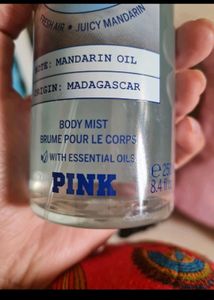 FRESH AIR • JUICY MANDARIN
NOTE: MANDARIN OIL
ORIGIN: MADAGASCAR
BODY MIST
BRUME POUR LE CORPS
WITH ESSENTIAL OILS
PINK
℮ 25
8.4 fl